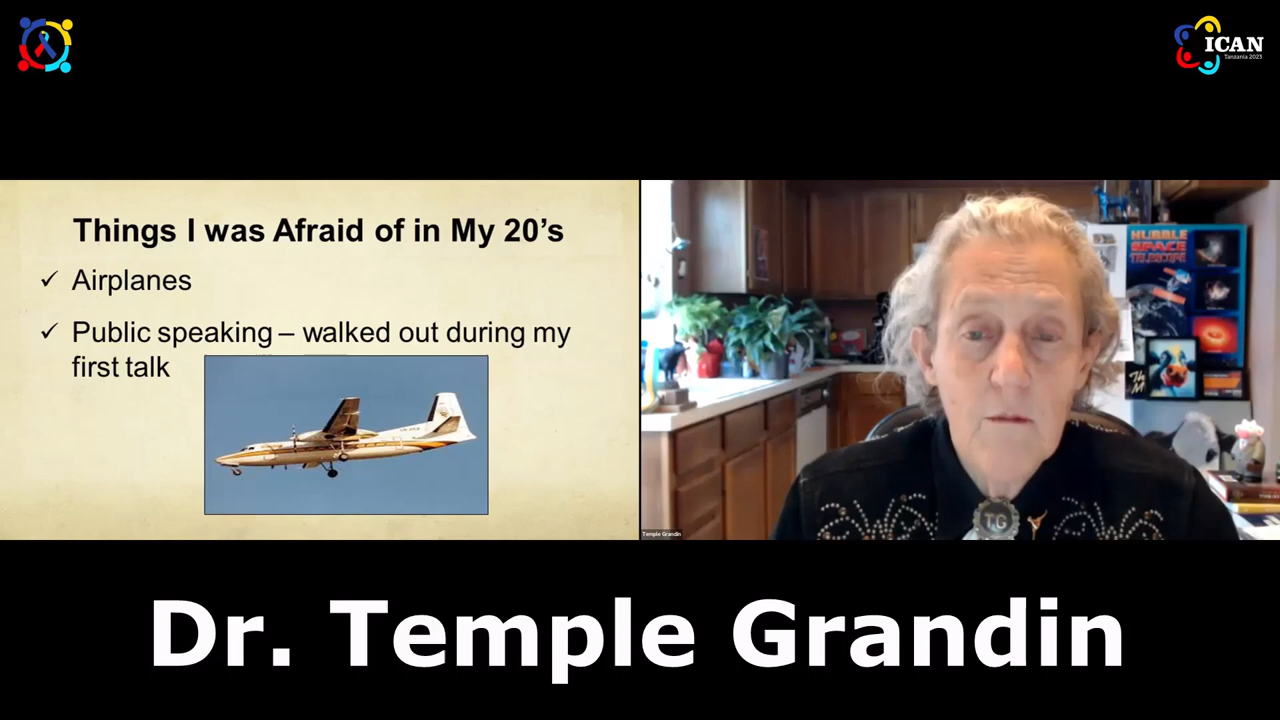 ICAN
Tanzania 2023
Things I was Afraid of in My 20's
✓ Airplanes
✓ Public speaking – walked out during my
first talk
HUBBLE
SPACE
TELESCOPE
TG
Temple Grandin
Dr. Temple Grandin